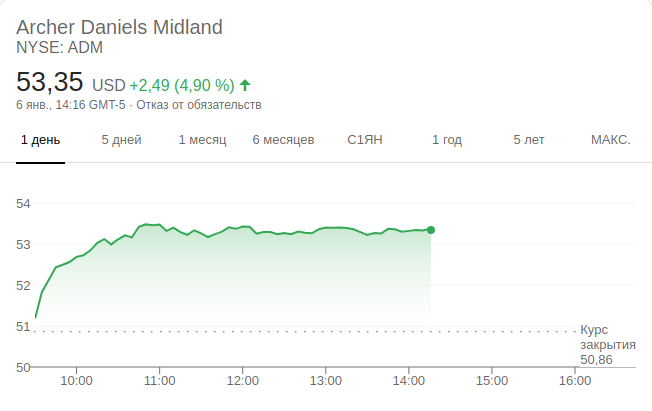 Archer Daniels Midland
NYSE: ADM
53,35 USD +2,49 (4,90 %)
6 янв., 14:16 GMT-5 · Отказ от обязательств
1 день 5 дней 1 месяц 6 месяцев С1ЯН 1 год 5 лет МАКС.
54
53
52
51
50
Курс
закрытия
50,86
10:00 11:00 12:00 13:00 14:00 15:00 16:00